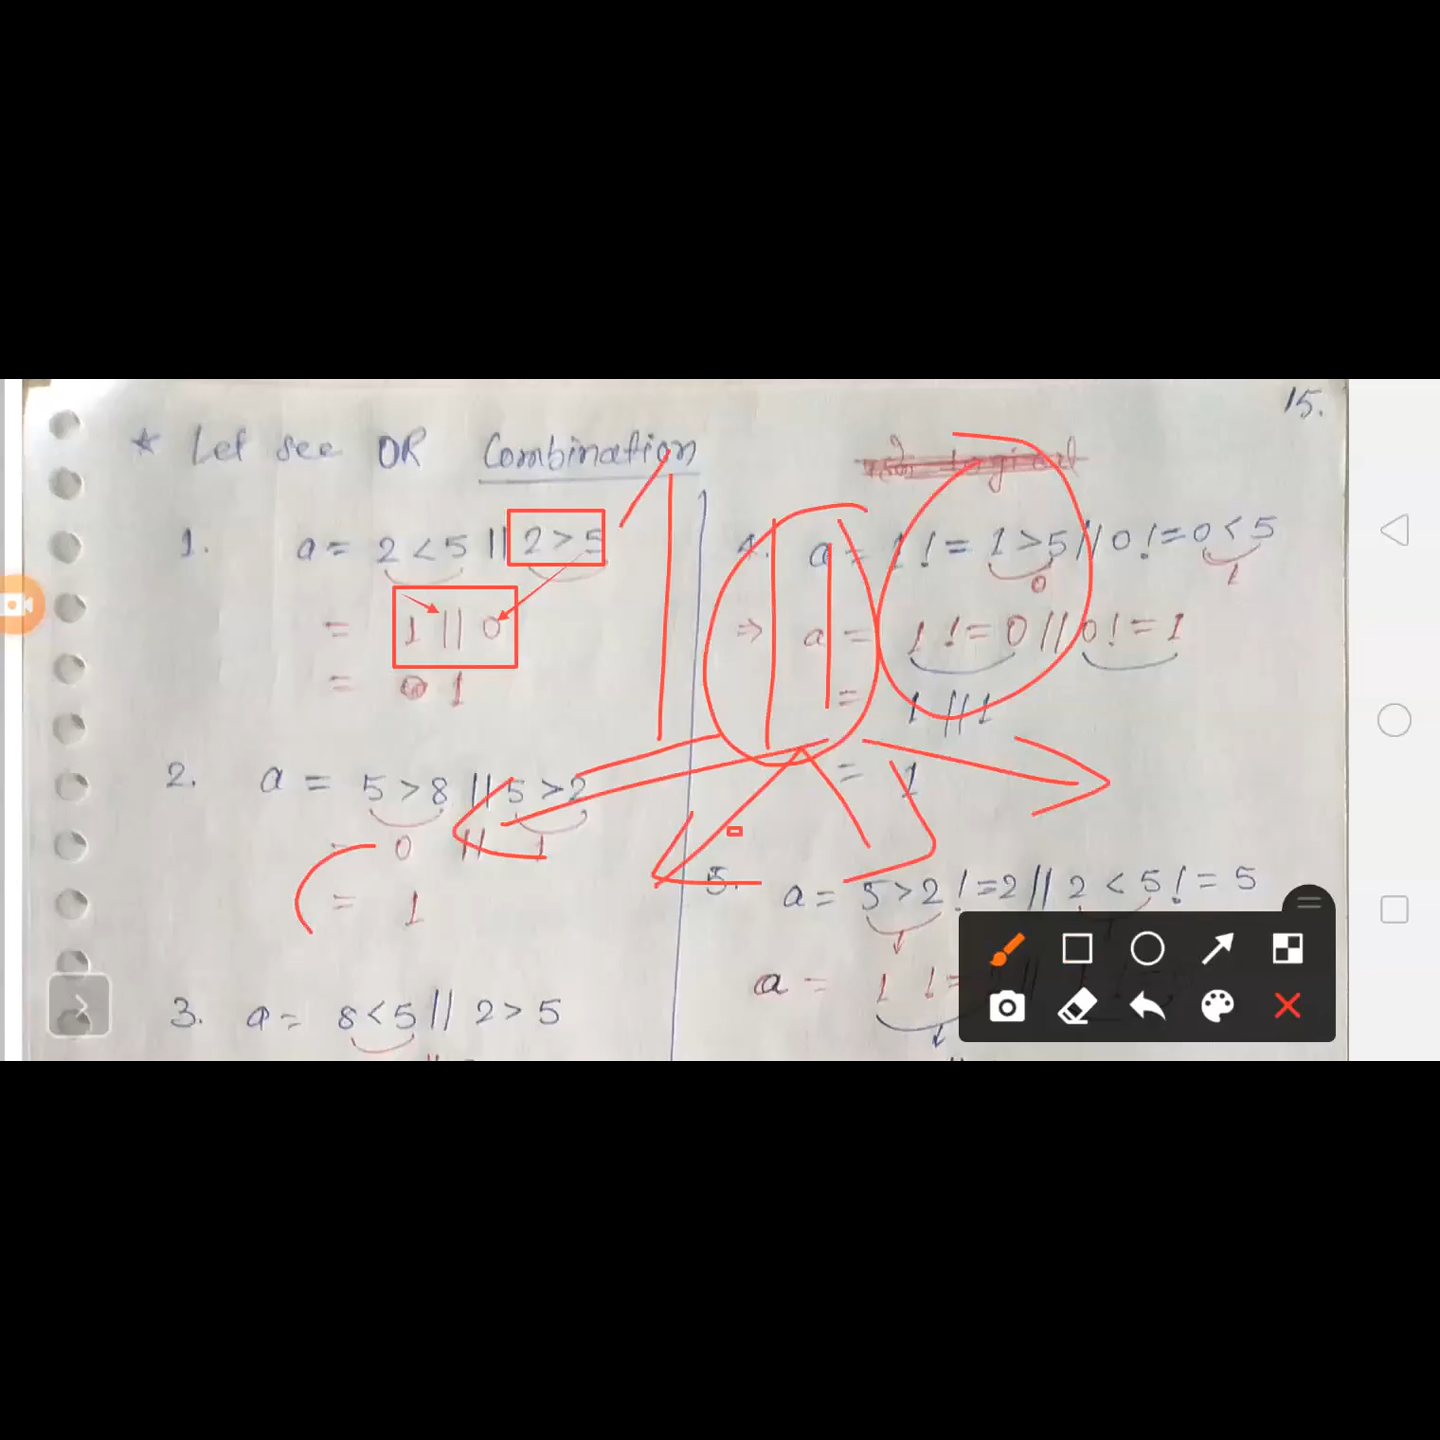 15.
* Let see OR Combination
1. a = 2 < 5 || 2 > 5
= 1 || 0
= 1
2. a = 5 > 8 || 5 > 2
= 0 || 1
= 1
3. a = 8 < 5 || 2 > 5
4. a = 1 ! = 1 > 5 || 0 ! = 0 < 5
0 1
⇒ a = 1 ! = 0 || 0 ! = 1
= 1 || 1
= 1
5. a = 5 > 2 ! = 2 || 2 < 5 ! = 5
a = 1 ! =